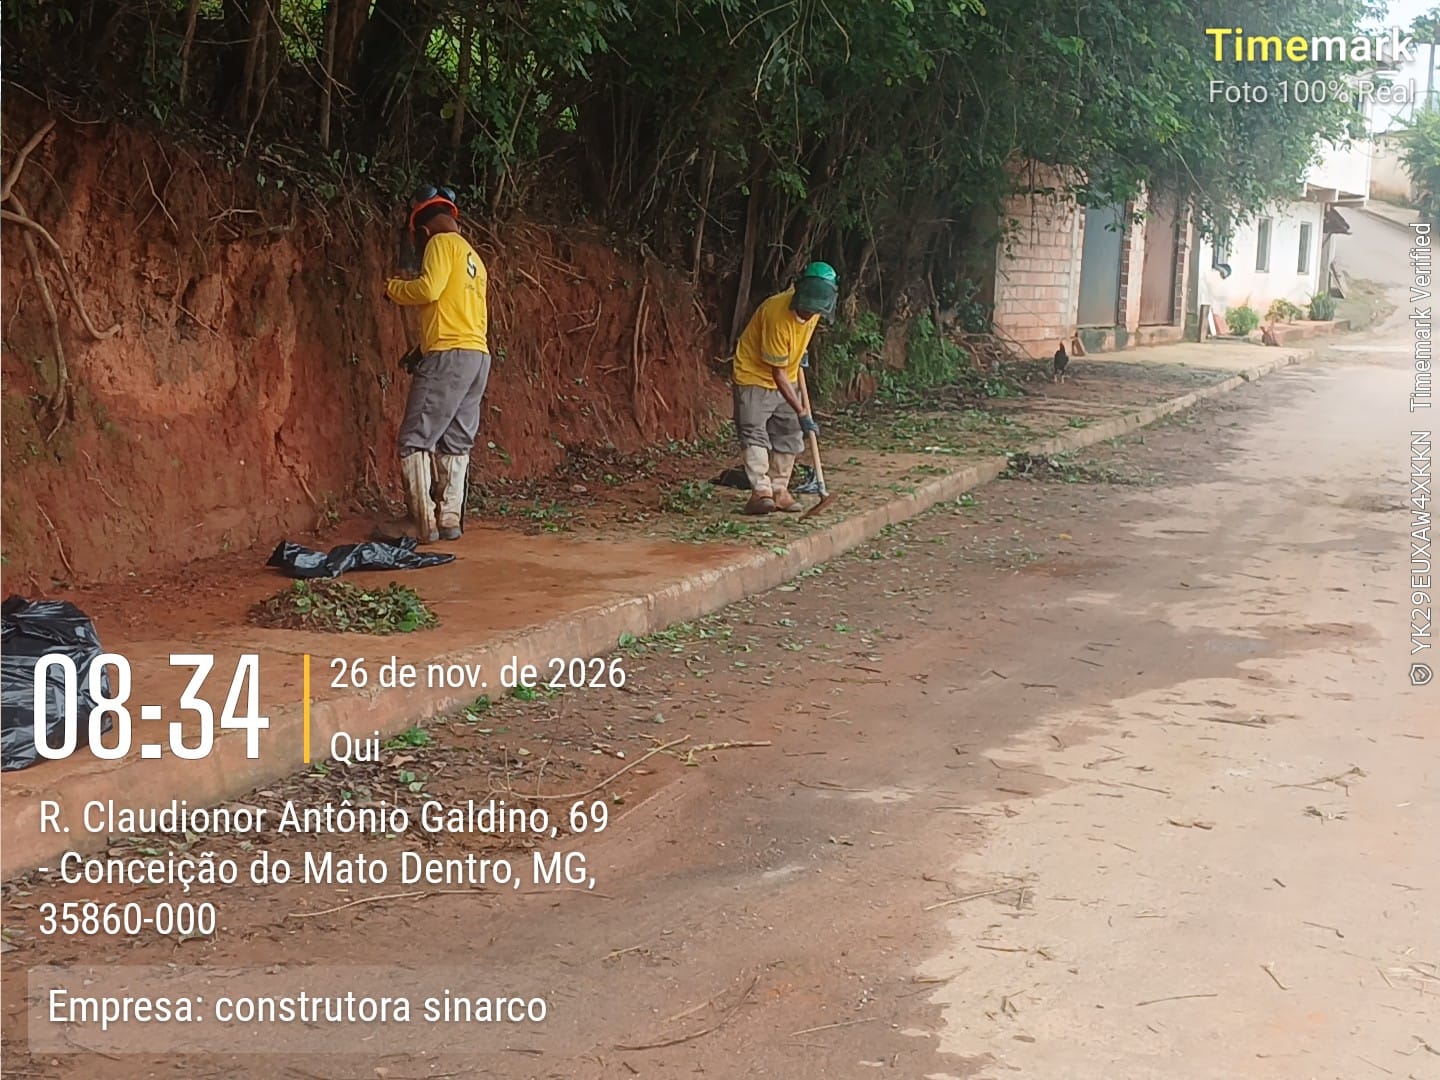 Timemark
Foto 100% Real
YK29EUXAW4XKKN Timemark Verified
08:34
26 de nov. de 2026
Qui
R. Claudionor Antônio Galdino, 69
- Conceição do Mato Dentro, MG,
35860-000
Empresa: construtora sinarco